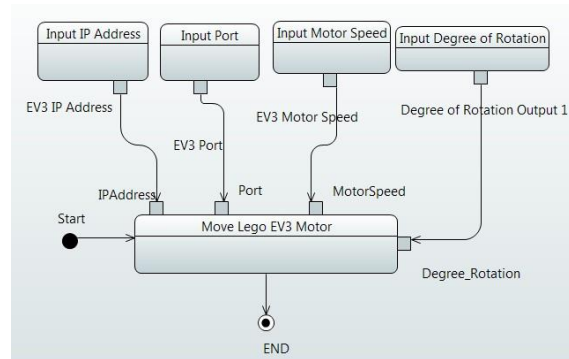 Input IP Address
Input Port
Input Motor Speed
Input Degree of Rotation
EV3 IP Address
EV3 Port
EV3 Motor Speed
Degree of Rotation Output 1
IPAddress
Port
MotorSpeed
Start
Move Lego EV3 Motor
Degree_Rotation
END